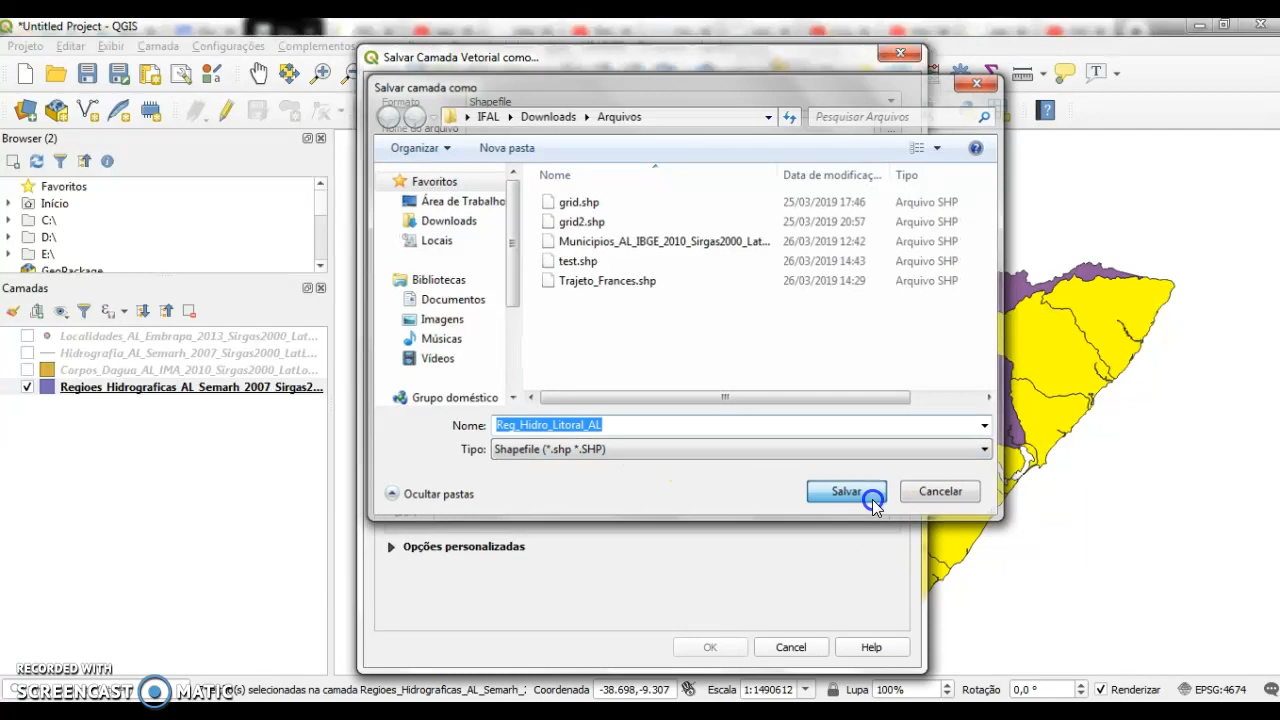 *Untitled Project - QGIS
Projeto Editar Exibir Camada Configurações Complementos
Salvar Camada Vetorial como...
Formato Shapefile
Nome do arquivo
Salvar camada como
IFAL Downloads Arquivos
Pesquisar Arquivos
Organizar Nova pasta
Browser (2)
Favoritos
Início
C:\
D:\
E:\
GeoPackage
Camadas
Localidades_AL_Embrapa_2013_Sirgas2000_Lat...
Hidrografia_AL_Semarh_2007_Sirgas2000_LatL...
Corpos_Dagua_AL_IMA_2010_Sirgas2000_LatLo...
Regioes_Hidrograficas_AL_Semarh_2007_Sirgas2...
Favoritos
Área de Trabalho
Downloads
Locais
Bibliotecas
Documentos
Imagens
Músicas
Vídeos
Grupo doméstico
Nome Data de modificaç... Tipo
grid.shp 25/03/2019 17:46 Arquivo SHP
grid2.shp 25/03/2019 20:57 Arquivo SHP
Municipios_AL_IBGE_2010_Sirgas2000_Lat... 26/03/2019 12:42 Arquivo SHP
test.shp 26/03/2019 14:43 Arquivo SHP
Trajeto_Frances.shp 26/03/2019 14:29 Arquivo SHP
Nome: Reg_Hidro_Litoral_AL
Tipo: Shapefile (*.shp *.SHP)
Ocultar pastas Salvar Cancelar
Opções personalizadas
OK Cancel Help
RECORDED WITH
SCREENCAST MATIC
(s) selecionadas na camada Regioes_Hidrograficas_AL_Semarh_ Coordenada -38.698,-9.307 Escala 1:1490612 Lupa 100% Rotação 0,0 ° Renderizar EPSG:4674